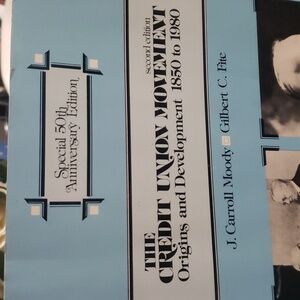 Special 50th
Anniversary Edition
THE
CREDIT UNION MOVEMENT
second edition
Origins and Development 1850 to 1980
J. Carroll Moody Gilbert C. Fite